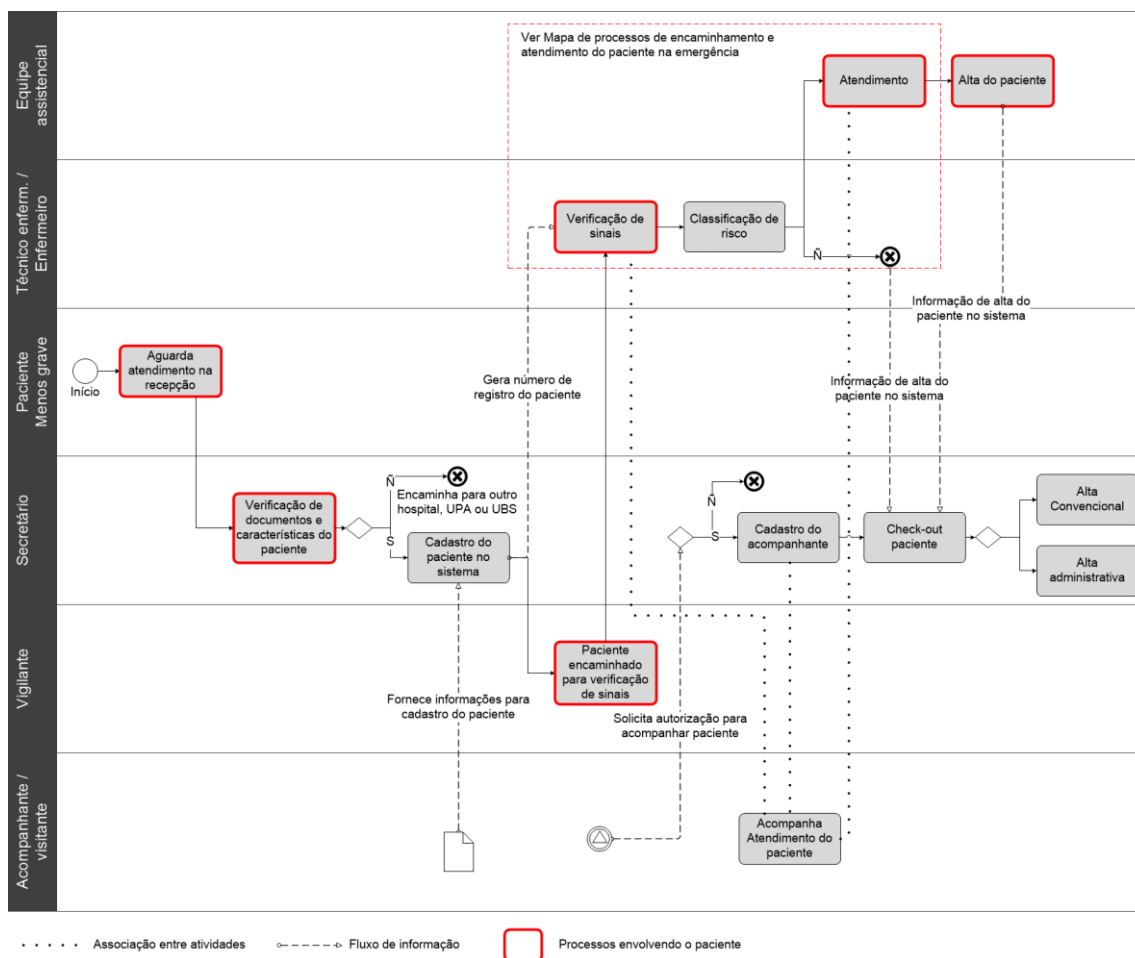 Equipe
assistencial
Ver Mapa de processos de encaminhamento e
atendimento do paciente na emergência
Atendimento
Alta do paciente
Técnico enferm. /
Enfermeiro
Verificação de
sinais
Classificação de
risco
Ñ
Informação de alta do
paciente no sistema
Paciente
Menos grave
Início
Aguarda
atendimento na
recepção
Gera número de
registro do paciente
Informação de alta do
paciente no sistema
Secretário
Verificação de
documentos e
características do
paciente
Ñ
Encaminha para outro
hospital, UPA ou UBS
S
Cadastro do
paciente no
sistema
Ñ
S
Cadastro do
acompanhante
Check-out
paciente
Alta
Convencional
Alta
administrativa
Vigilante
Paciente
encaminhado
para verificação
de sinais
Fornece informações para
cadastro do paciente
Solicita autorização para
acompanhar paciente
Acompanhante /
visitante
Acompanha
Atendimento do
paciente
Associação entre atividades
Fluxo de informação
Processos envolvendo o paciente